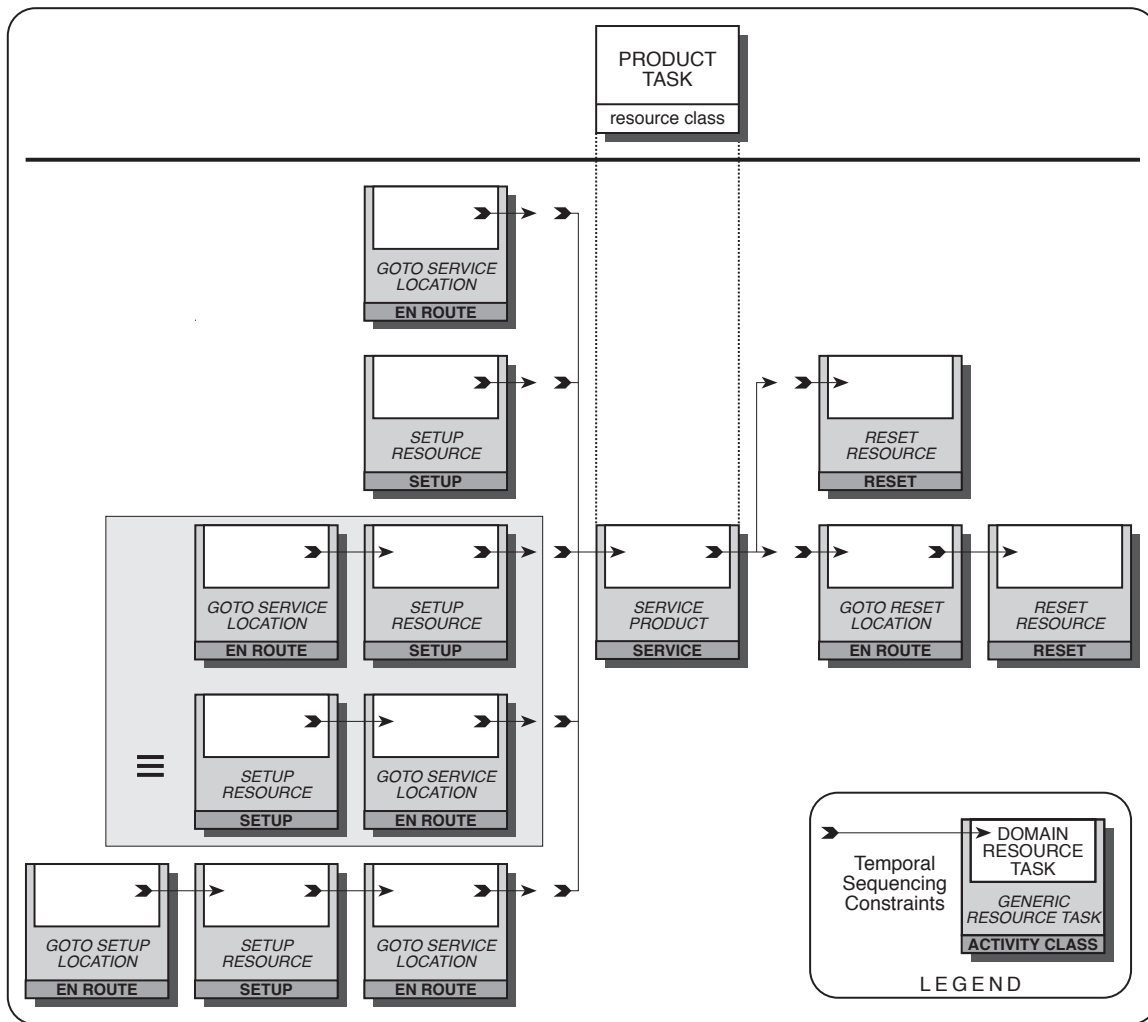 PRODUCT
TASK
resource class
GOTO SERVICE
LOCATION
EN ROUTE
SETUP
RESOURCE
SETUP
RESET
RESOURCE
RESET
GOTO SERVICE
LOCATION
EN ROUTE
SETUP
RESOURCE
SETUP
SERVICE
PRODUCT
SERVICE
GOTO RESET
LOCATION
EN ROUTE
RESET
RESOURCE
RESET
≡
SETUP
RESOURCE
SETUP
GOTO SERVICE
LOCATION
EN ROUTE
GOTO SETUP
LOCATION
EN ROUTE
SETUP
RESOURCE
SETUP
GOTO SERVICE
LOCATION
EN ROUTE
Temporal
Sequencing
Constraints
DOMAIN
RESOURCE
TASK
GENERIC
RESOURCE TASK
ACTIVITY CLASS
LEGEND